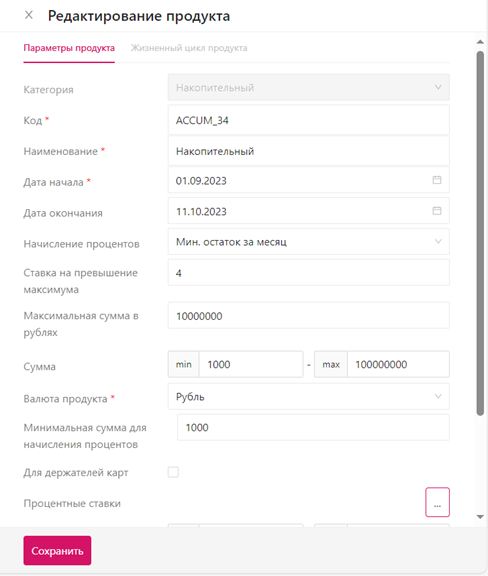 Редактирование продукта
Параметры продукта Жизненный цикл продукта
Категория Накопительный
Код * ACCUM_34
Наименование * Накопительный
Дата начала * 01.09.2023
Дата окончания 11.10.2023
Начисление процентов Мин. остаток за месяц
Ставка на превышение 4
максимума
Максимальная сумма в 10000000
рублях
Сумма min 1000 - max 100000000
Валюта продукта * Рубль
Минимальная сумма для 1000
начисления процентов
Для держателей карт
Процентные ставки ...
Сохранить